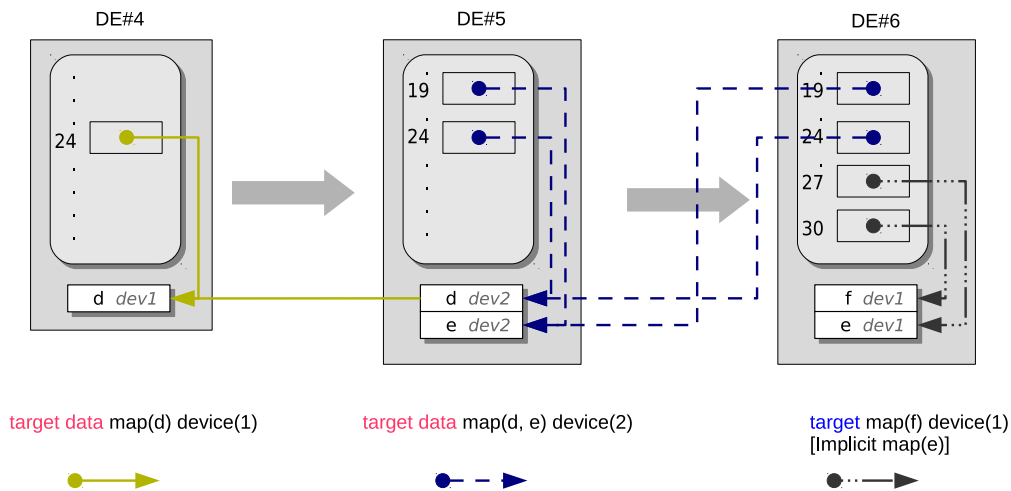 DE#4
DE#5
DE#6
24
d dev1
19
24
d dev2
e dev2
19
24
27
30
f dev1
e dev1
target data map(d) device(1)
target data map(d, e) device(2)
target map(f) device(1)
[Implicit map(e)]